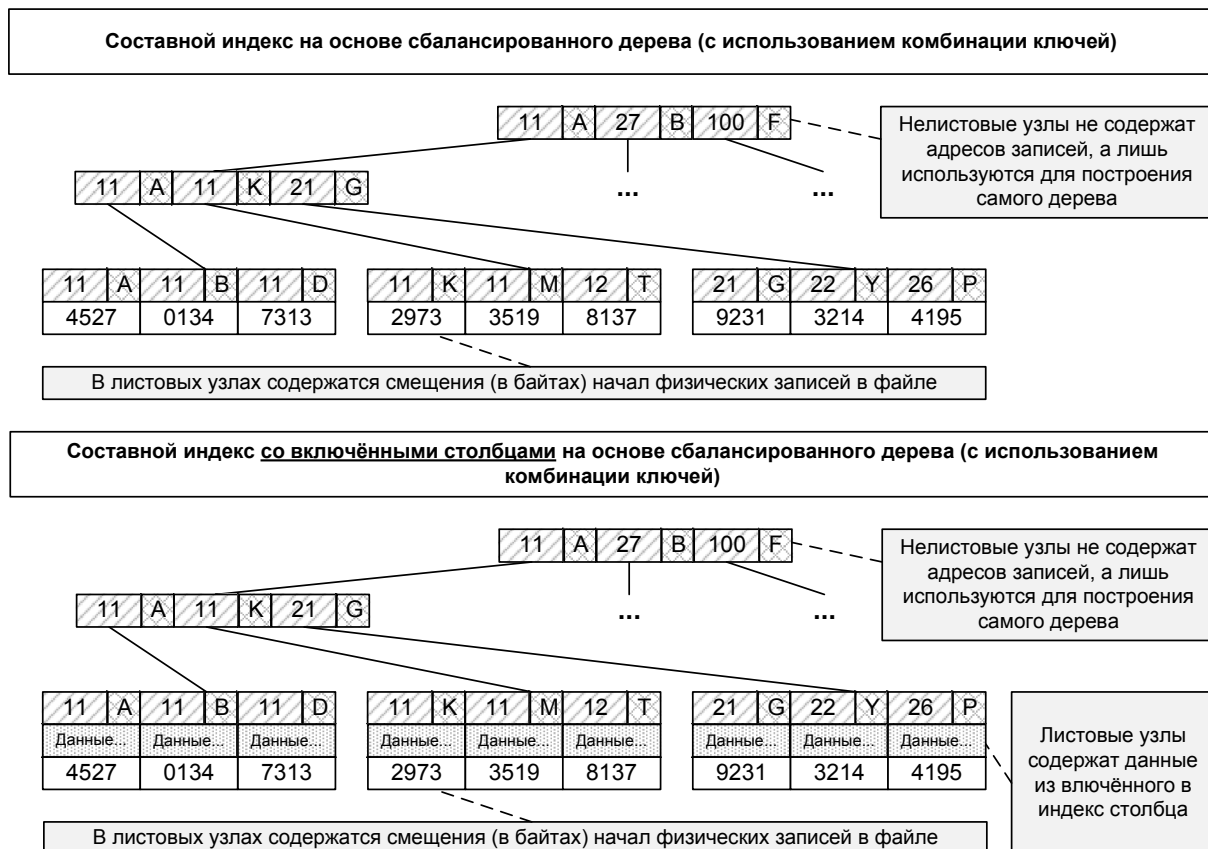 Составной индекс на основе сбалансированного дерева (с использованием комбинации ключей)
11 A 27 B 100 F
Нелистовые узлы не содержат
адресов записей, а лишь
используются для построения
самого дерева
... ...
11 A 11 K 21 G
11 A 11 B 11 D 11 K 11 M 12 T 21 G 22 Y 26 P
4527 0134 7313 2973 3519 8137 9231 3214 4195
В листовых узлах содержатся смещения (в байтах) начал физических записей в файле
Составной индекс со включёнными столбцами на основе сбалансированного дерева (с использованием
комбинации ключей)
11 A 27 B 100 F
Нелистовые узлы не содержат
адресов записей, а лишь
используются для построения
самого дерева
... ...
11 A 11 K 21 G
11 A 11 B 11 D 11 K 11 M 12 T 21 G 22 Y 26 P
Данные... Данные... Данные... Данные... Данные... Данные... Данные... Данные... Данные...
4527 0134 7313 2973 3519 8137 9231 3214 4195
Листовые узлы
содержат данные
из влючённого в
индекс столбца
В листовых узлах содержатся смещения (в байтах) начал физических записей в файле